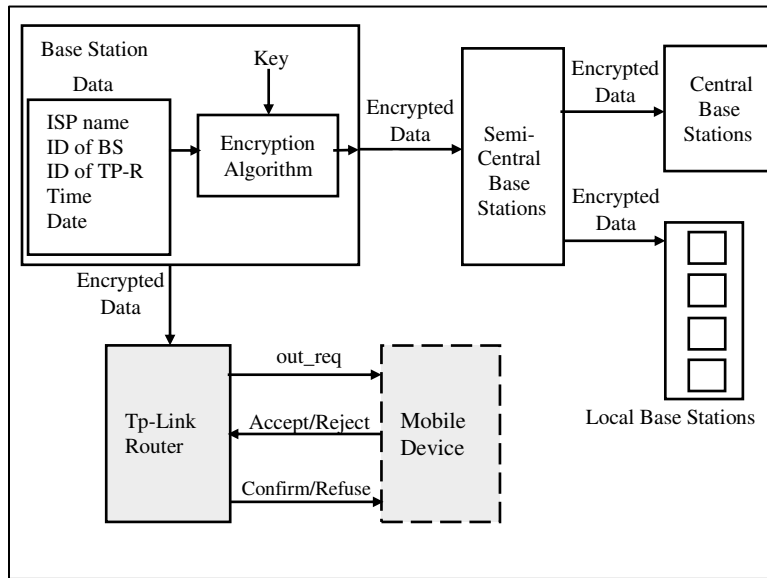 Base Station
Data
ISP name
ID of BS
ID of TP-R
Time
Date
Key
Encryption
Algorithm
Encrypted
Data
Semi-
Central
Base
Stations
Encrypted
Data
Central
Base
Stations
Encrypted
Data
Local Base Stations
Encrypted
Data
Tp-Link
Router
out_req
Accept/Reject
Confirm/Refuse
Mobile
Device